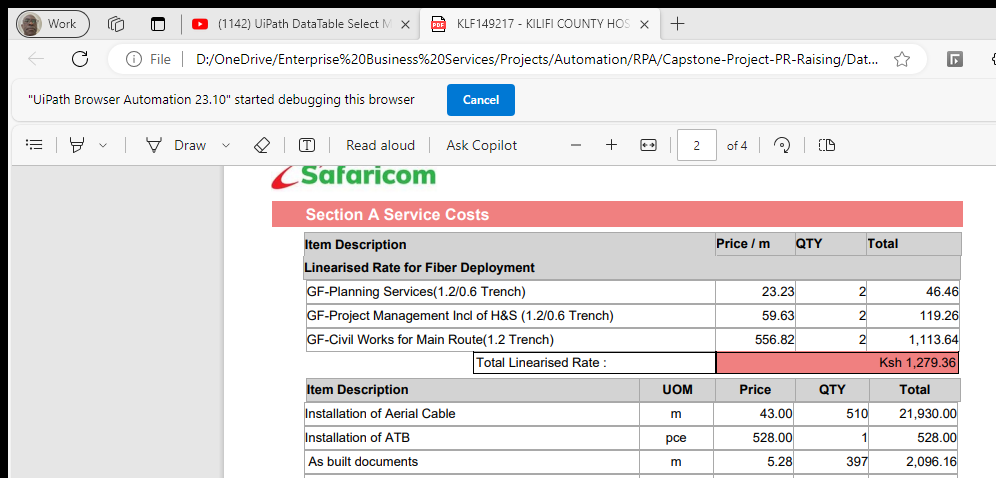 Work
(1142) UiPath DataTable Select M
KLF149217 - KILIFI COUNTY HOS
File D:/OneDrive/Enterprise%20Business%20Services/Projects/Automation/RPA/Capstone-Project-PR-Raising/Dat...
"UiPath Browser Automation 23.10" started debugging this browser Cancel
Draw Read aloud Ask Copilot 2 of 4
Safaricom
Section A Service Costs
Item Description Price / m QTY Total
Linearised Rate for Fiber Deployment
GF-Planning Services(1.2/0.6 Trench) 23.23 2 46.46
GF-Project Management Incl of H&S (1.2/0.6 Trench) 59.63 2 119.26
GF-Civil Works for Main Route(1.2 Trench) 556.82 2 1,113.64
Total Linearised Rate : Ksh 1,279.36
Item Description UOM Price QTY Total
Installation of Aerial Cable m 43.00 510 21,930.00
Installation of ATB pce 528.00 1 528.00
As built documents m 5.28 397 2,096.16